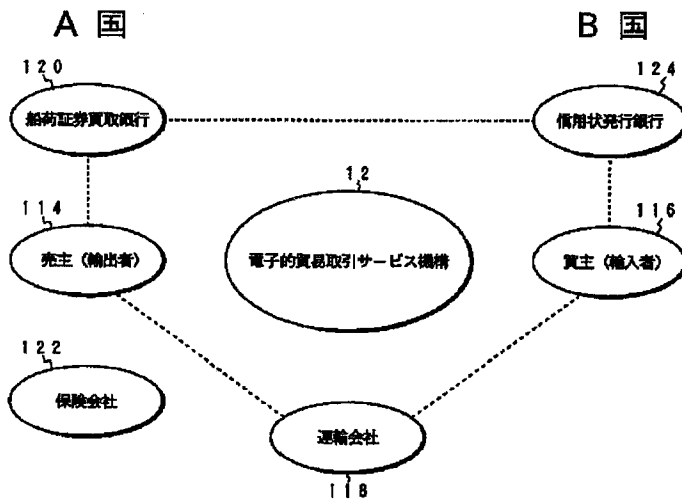 A 国
B 国
120
124
船荷証券買取銀行
信用状発行銀行
12
114
116
売主（輸出者）
電子的貿易取引サービス機構
買主（輸入者）
122
保険会社
運輸会社
118